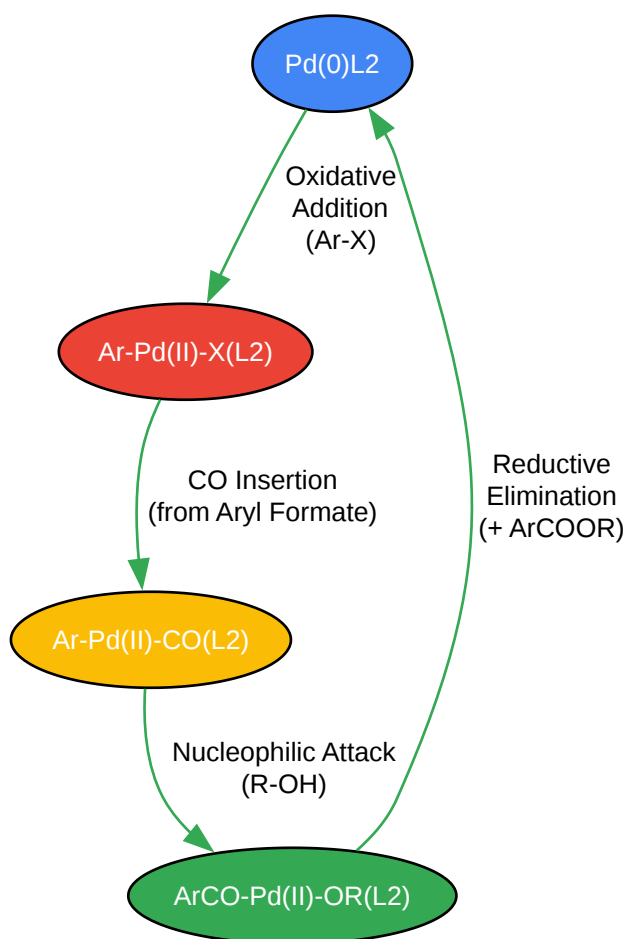 Pd(0)L2
Oxidative
Addition
(Ar-X)
Ar-Pd(II)-X(L2)
CO Insertion
(from Aryl Formate)
Reductive
Elimination
(+ ArCOOR)
Ar-Pd(II)-CO(L2)
Nucleophilic Attack
(R-OH)
ArCO-Pd(II)-OR(L2)